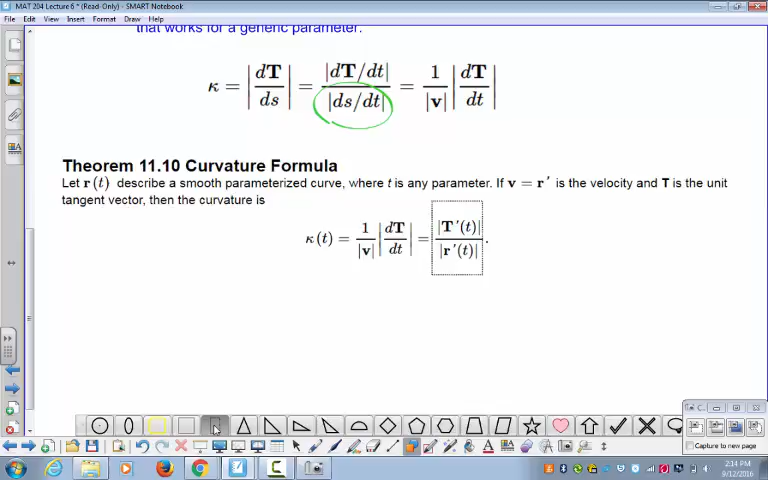 MAT 204 Lecture 6 * (Read-Only) - SMART Notebook
File Edit View Insert Format Draw Help
that works for a generic parameter.
κ = |dT/ds| = |dT/dt| / |ds/dt| = 1/|v| |dT/dt|
Theorem 11.10 Curvature Formula
Let r(t) describe a smooth parameterized curve, where t is any parameter. If v = r′ is the velocity and T is the unit
tangent vector, then the curvature is
κ(t) = 1/|v| |dT/dt| = |T′(t)| / |r′(t)|.
Capture to new page
2:14 PM
9/12/2016